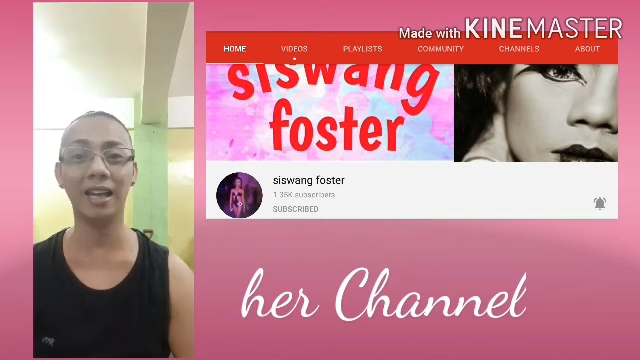 Made with KINEMASTER
HOME VIDEOS PLAYLISTS COMMUNITY CHANNELS ABOUT
siswang
foster
siswang foster
1.35K subscribers
SUBSCRIBED
her Channel